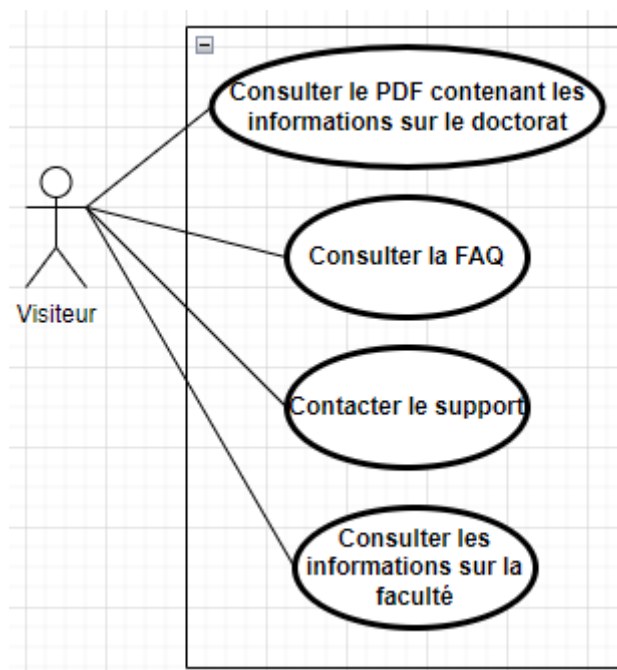 Consulter le PDF contenant les
informations sur le doctorat
Consulter la FAQ
Visiteur
Contacter le support
Consulter les
informations sur la
faculté